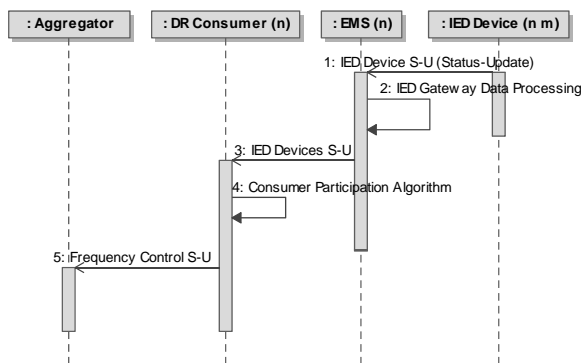 : Aggregator
: DR Consumer (n)
: EMS (n)
: IED Device (n m)
1: IED Device S-U (Status-Update)
2: IED Gateway Data Processing
3: IED Devices S-U
4: Consumer Participation Algorithm
5: Frequency Control S-U